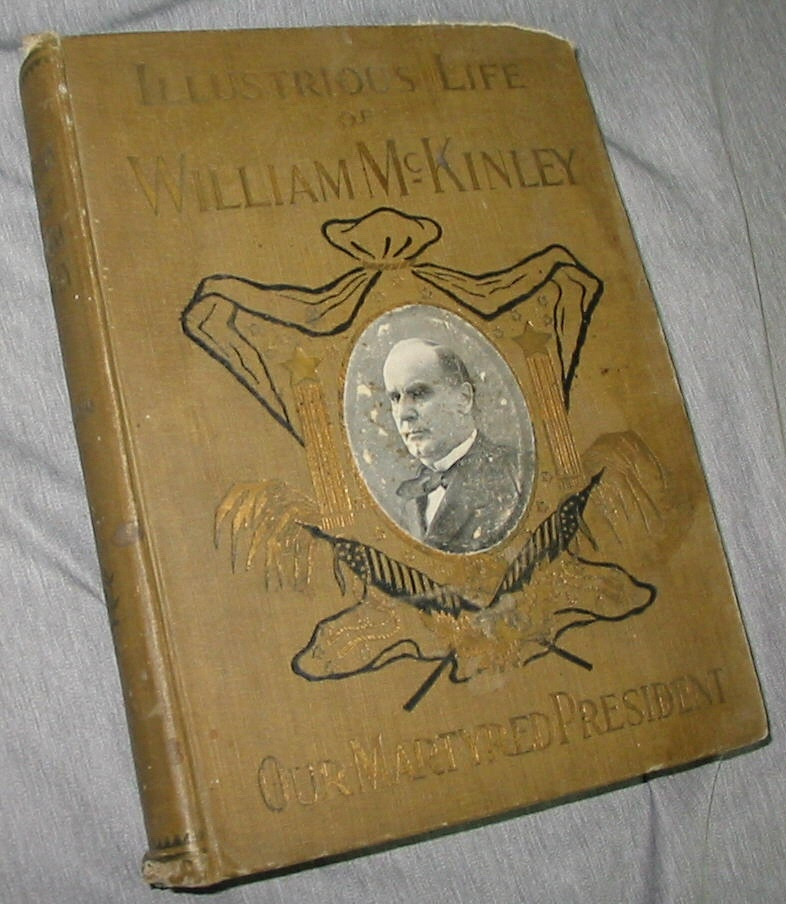 ILLUSTRIOUS LIFE
OF
WILLIAM McKINLEY
OUR MARTYRED PRESIDENT